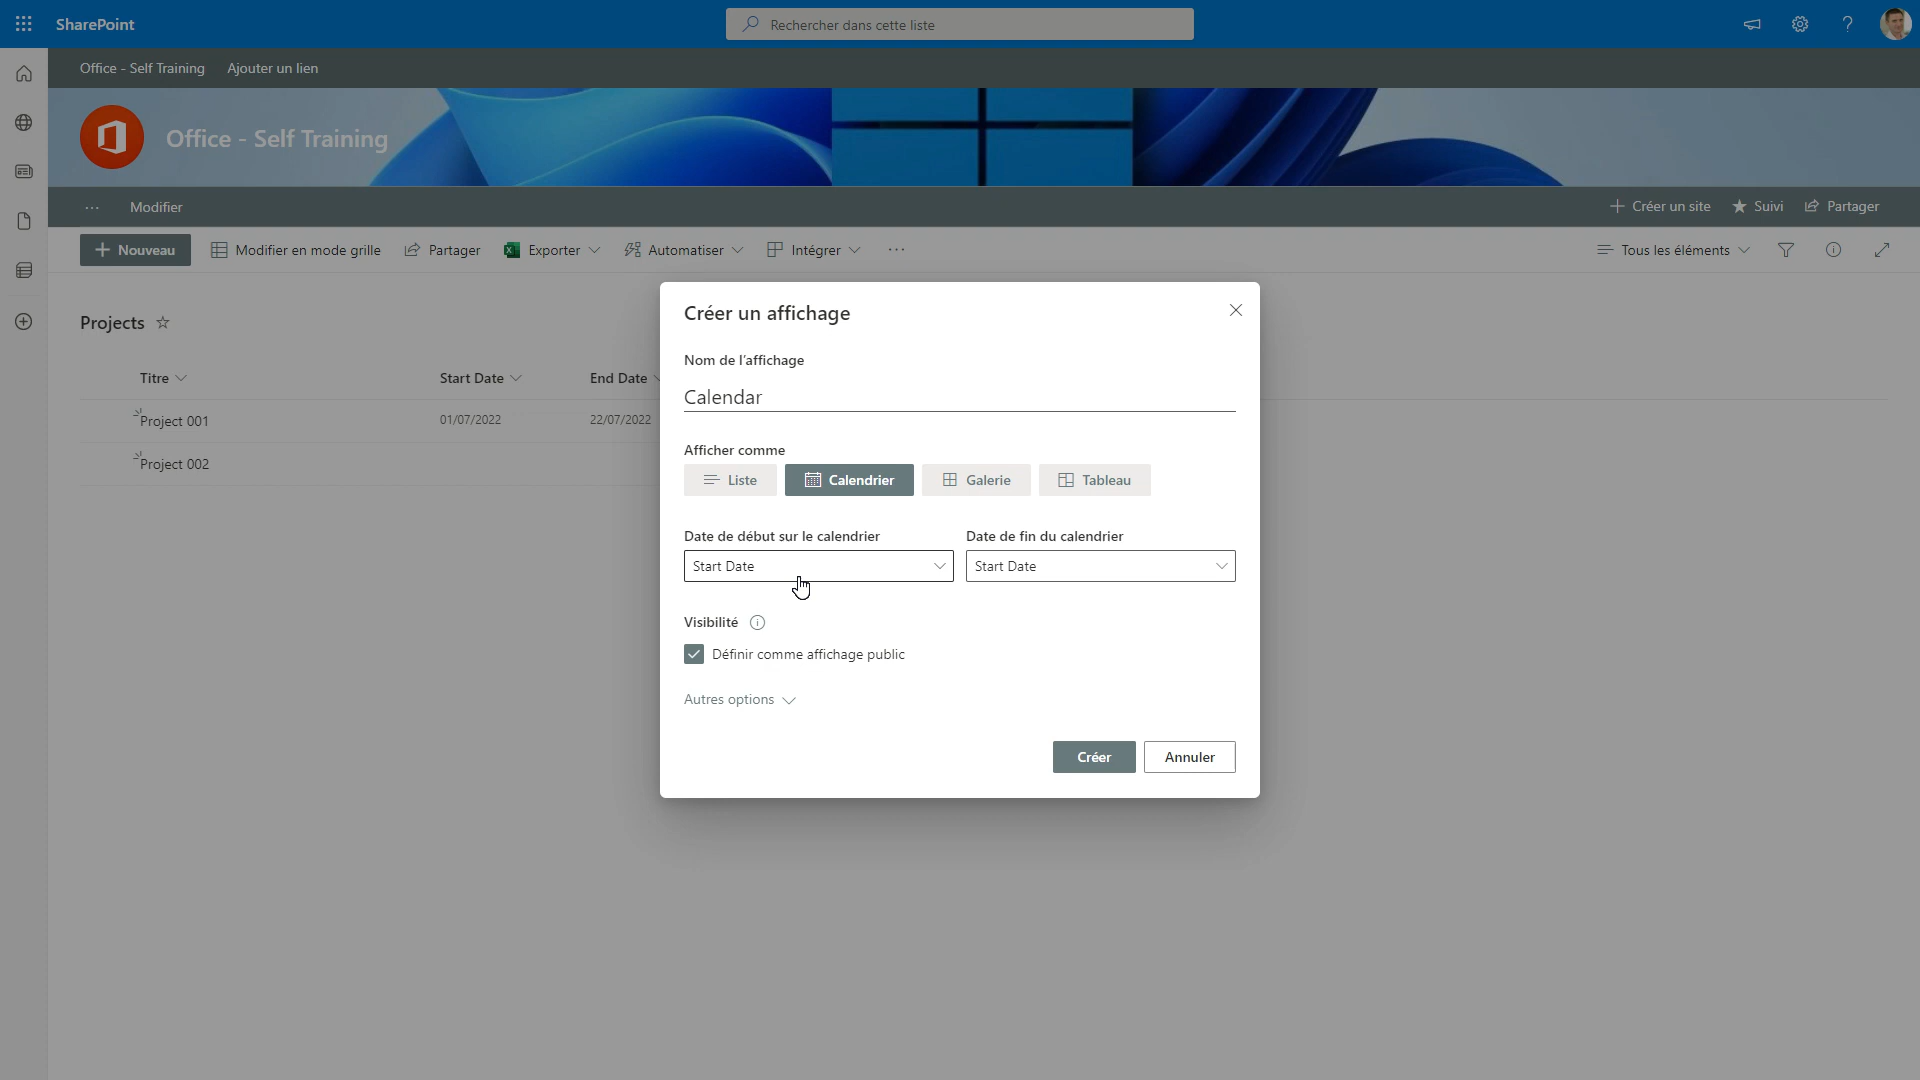 SharePoint
Rechercher dans cette liste
?
Office - Self Training Ajouter un lien
Office - Self Training
... Modifier
Créer un site Suivi Partager
Nouveau Modifier en mode grille Partager Exporter Automatiser Intégrer ...
Tous les éléments
Projects
Titre Start Date End Date
Project 001 01/07/2022 22/07/2022
Project 002
Créer un affichage
Nom de l'affichage
Calendar
Afficher comme
Liste Calendrier Galerie Tableau
Date de début sur le calendrier Date de fin du calendrier
Start Date Start Date
Visibilité
Définir comme affichage public
Autres options
Créer Annuler